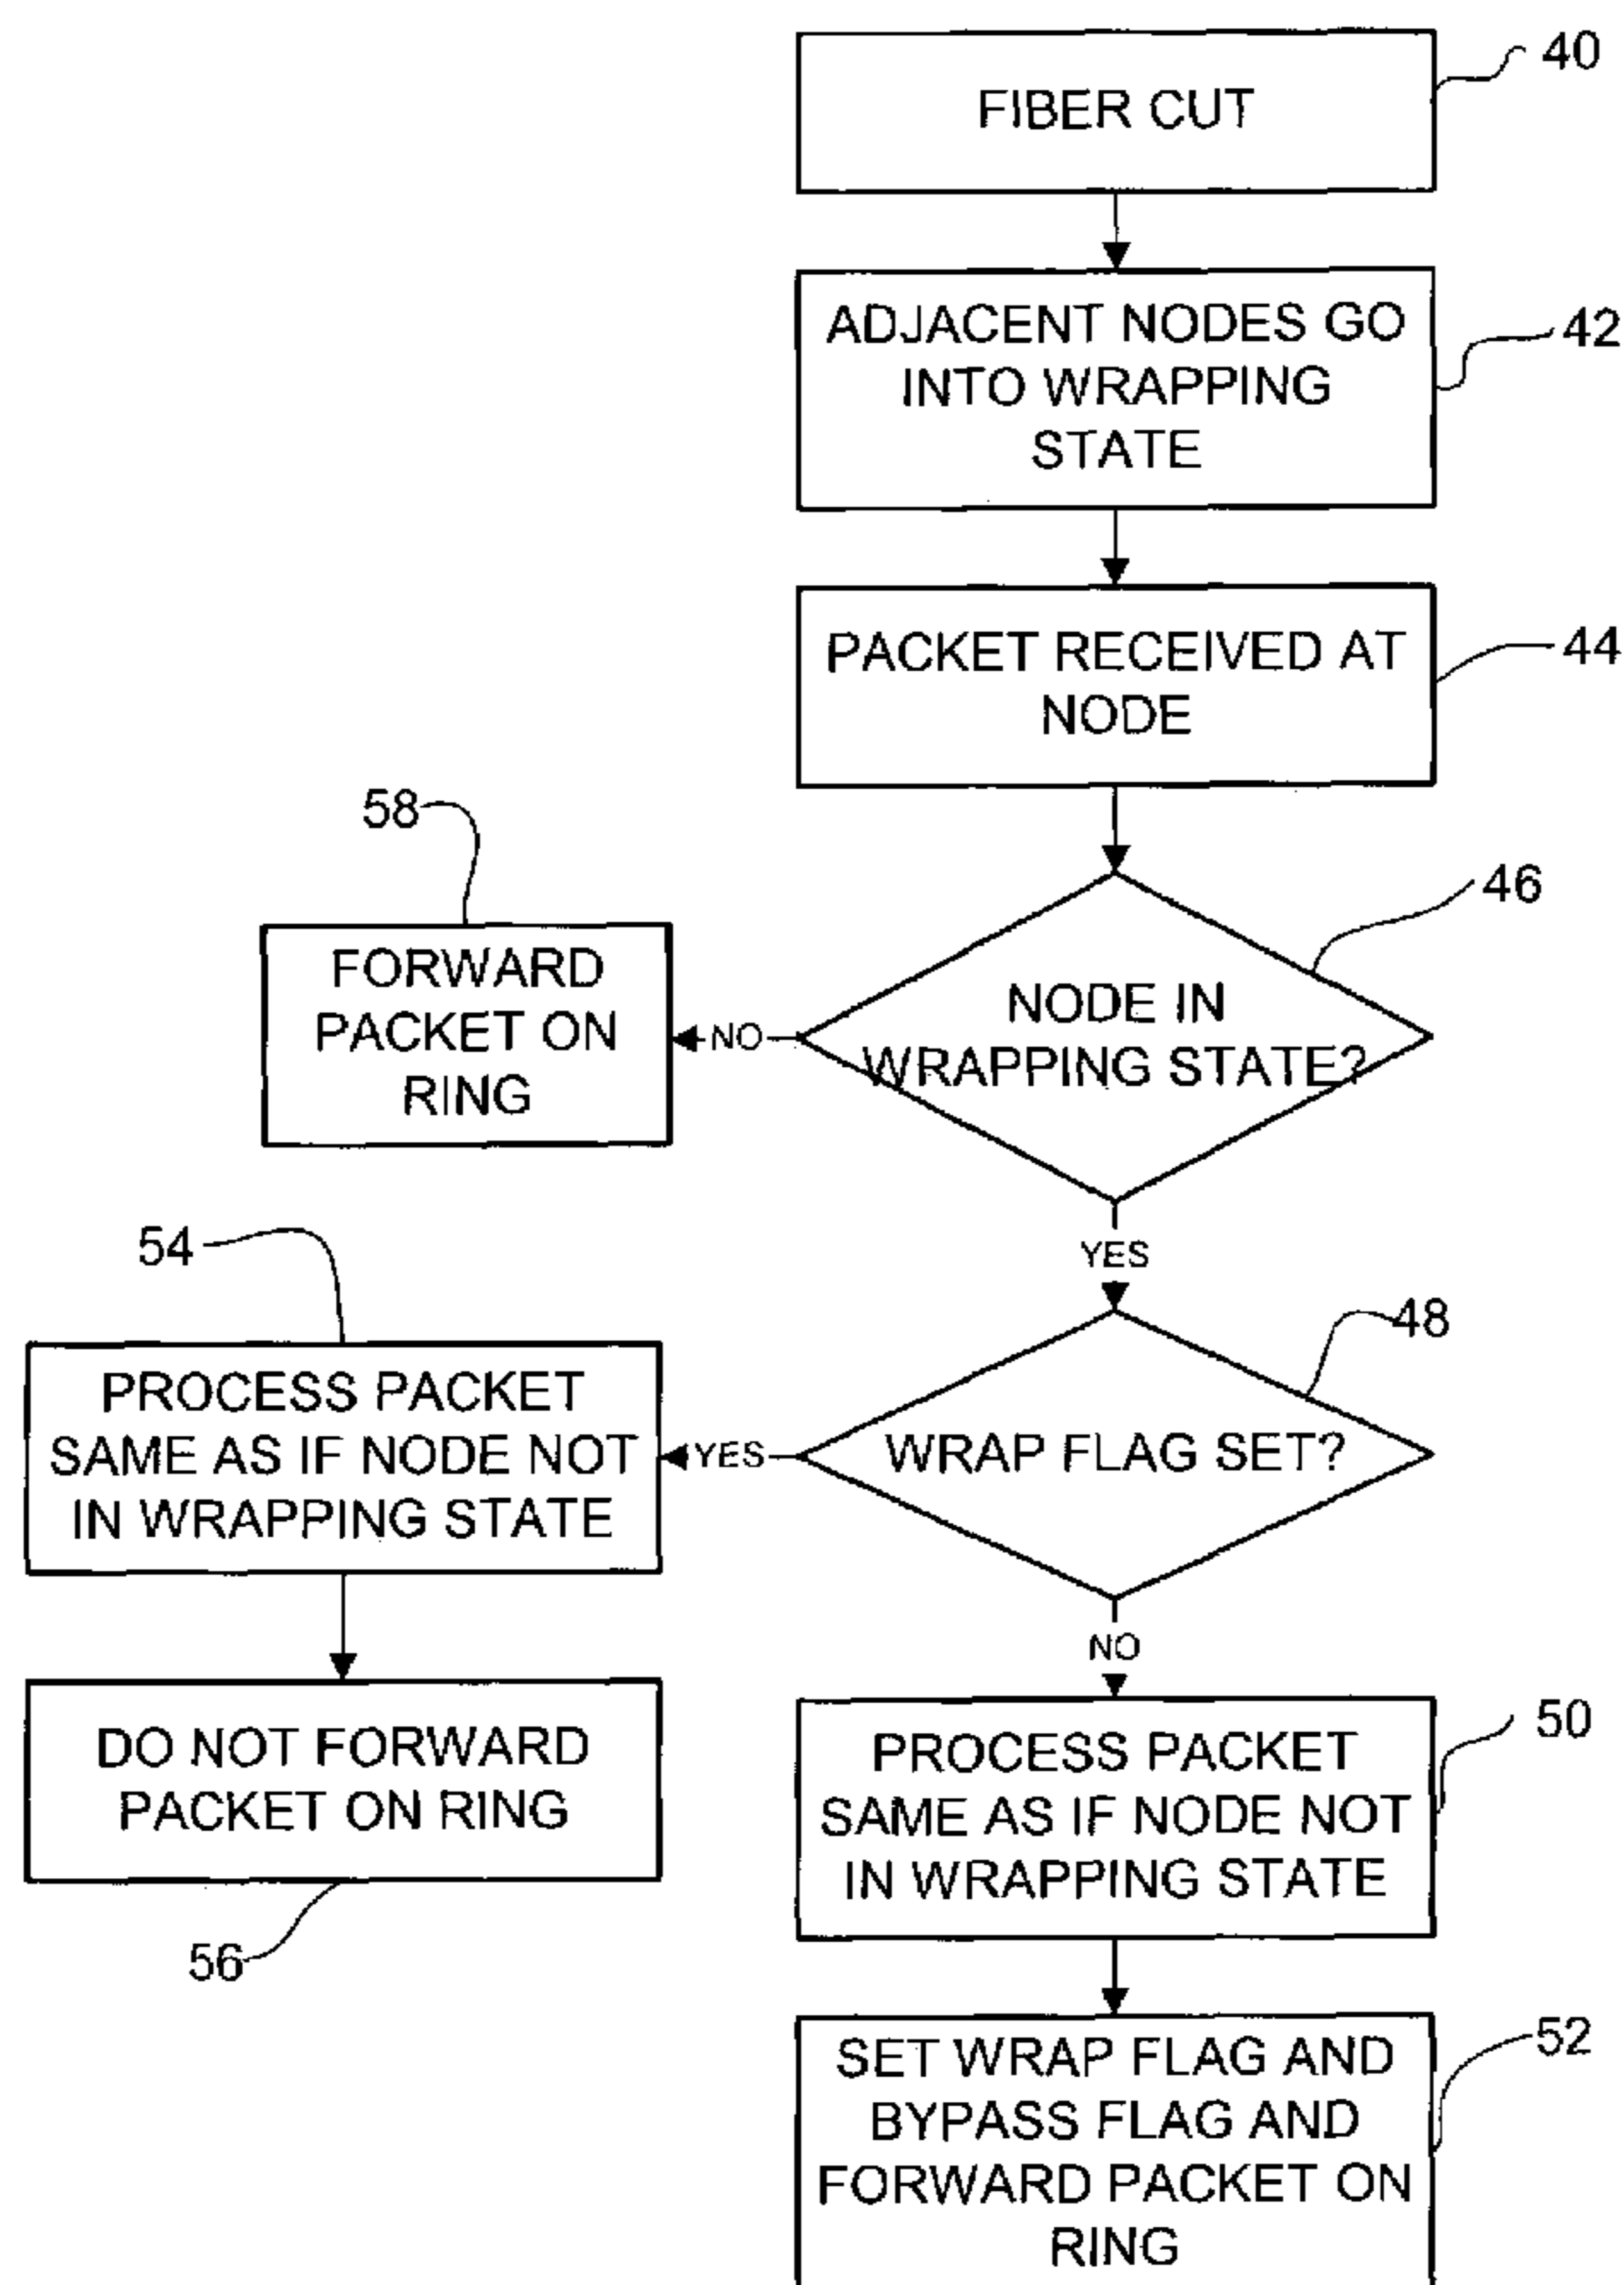 FIBER CUT
40
ADJACENT NODES GO
INTO WRAPPING
STATE
42
PACKET RECEIVED AT
NODE
44
58
FORWARD
PACKET ON
RING
NO
NODE IN
WRAPPING STATE?
46
YES
54
PROCESS PACKET
SAME AS IF NODE NOT
IN WRAPPING STATE
YES
WRAP FLAG SET?
48
NO
DO NOT FORWARD
PACKET ON RING
56
PROCESS PACKET
SAME AS IF NODE NOT
IN WRAPPING STATE
50
SET WRAP FLAG AND
BYPASS FLAG AND
FORWARD PACKET ON
RING
52